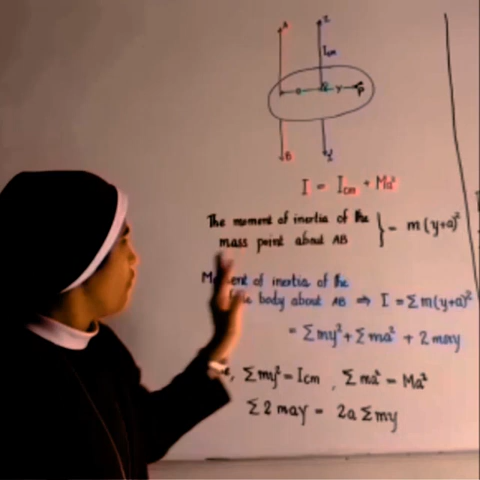 A Z
Icm
a y P
B
I = Icm + Ma²
The moment of inertia of the
mass point about AB } = m(y+a)²
of inertia of the
body about AB ⇒ I = Σm(y+a)²
= Σmy² + Σma² + 2may
Σmy² = Icm , Σma² = Ma²
Σ2may = 2aΣmy